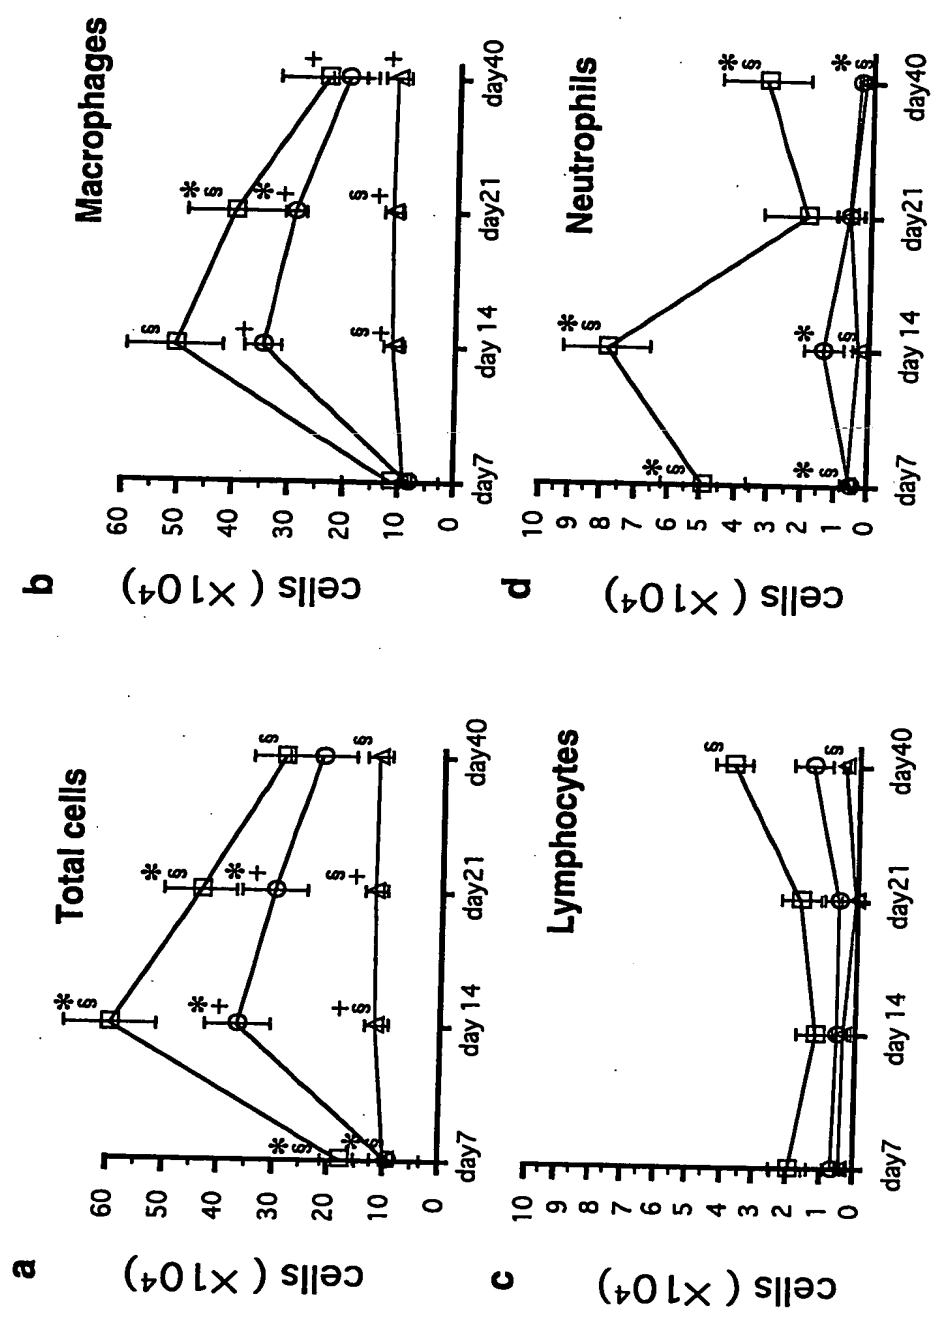 a
Total cells
cells (×10⁴)
60
50
40
30
20
10
0
* §
* §
* §
* +
* §
* +
+ §
§ +
§
§
day7
day 14
day21
day40
b
Macrophages
cells (×10⁴)
60
50
40
30
20
10
0
§
+
§ +
* §
* +
§ +
+
+
day7
day 14
day21
day40
c
Lymphocytes
cells (×10⁴)
10
9
8
7
6
5
4
3
2
1
0
§
§
day7
day 14
day21
day40
d
Neutrophils
cells (×10⁴)
10
9
8
7
6
5
4
3
2
1
0
* §
* §
* §
*
§
* §
* §
day7
day 14
day21
day40